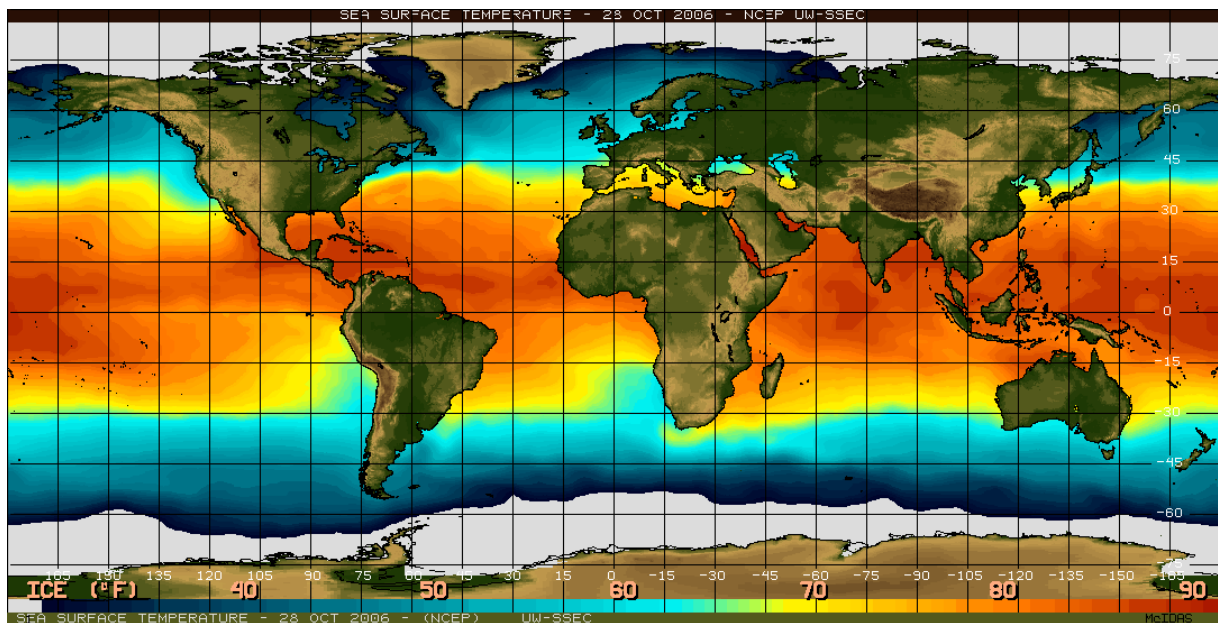 SEA SURFACE TEMPERATURE - 28 OCT 2006 - NCEP UW-SSEC
75
60
45
30
15
0
-15
-30
-45
-60
-75
165 150 135 120 105 90 75 60 45 30 15 0 -15 -30 -45 -60 -75 -90 -105 -120 -135 -150 -165
ICE (°F) 40 50 60 70 80 90
SEA SURFACE TEMPERATURE - 28 OCT 2006 - (NCEP) UW-SSEC McIDAS